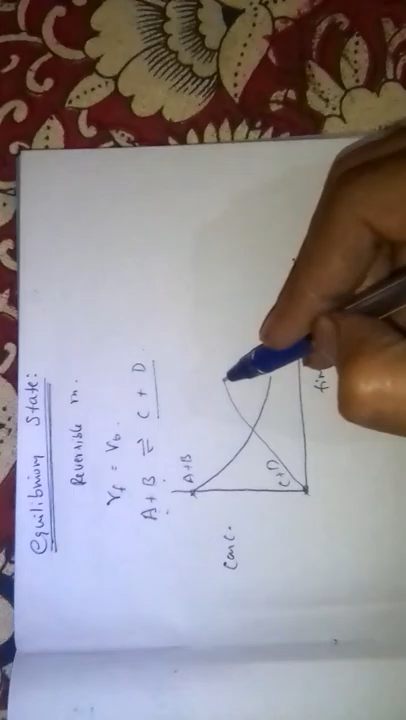 Equilibrium State:
Reversible rn.
rf = rb.
A+B ⇌ C + D.
A+B
C+D
Conc.